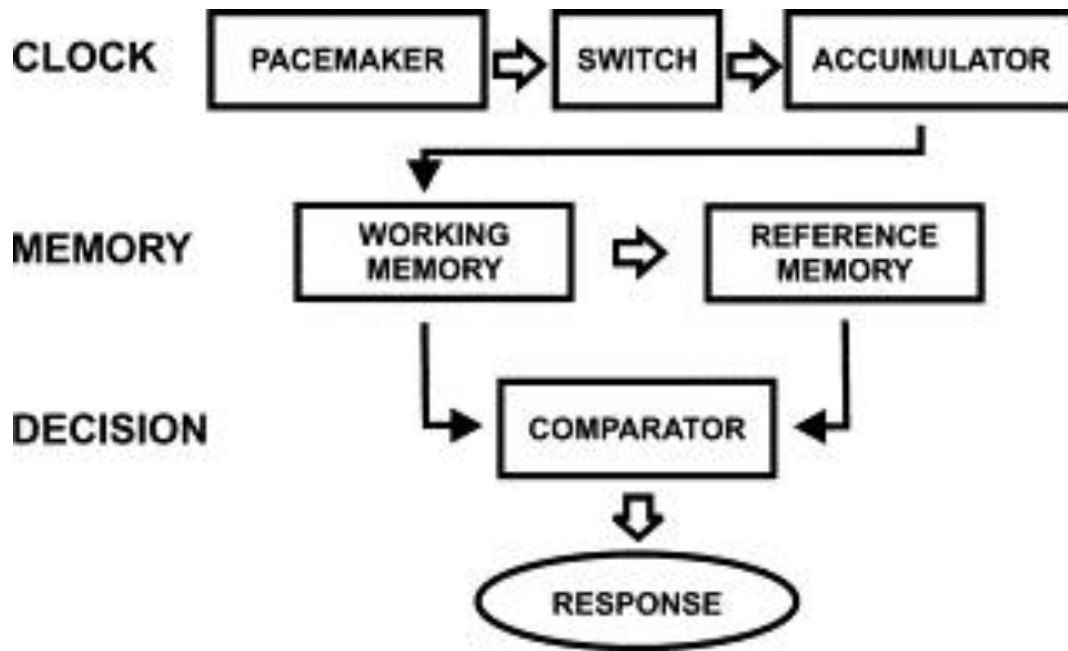 CLOCK
PACEMAKER
SWITCH
ACCUMULATOR
MEMORY
WORKING
MEMORY
REFERENCE
MEMORY
DECISION
COMPARATOR
RESPONSE